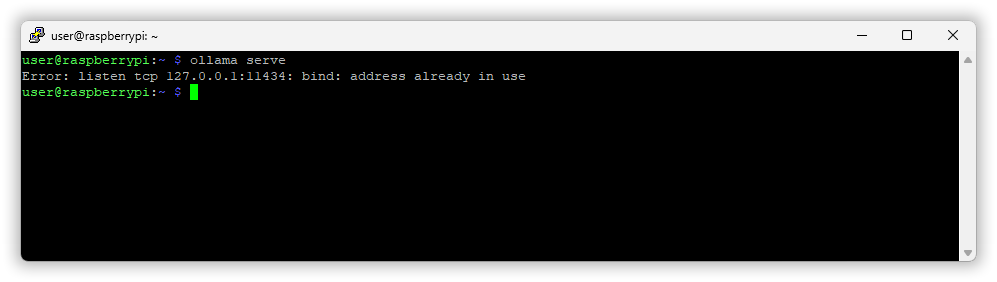 user@raspberrypi: ~
user@raspberrypi:~ $ ollama serve
Error: listen tcp 127.0.0.1:11434: bind: address already in use
user@raspberrypi:~ $